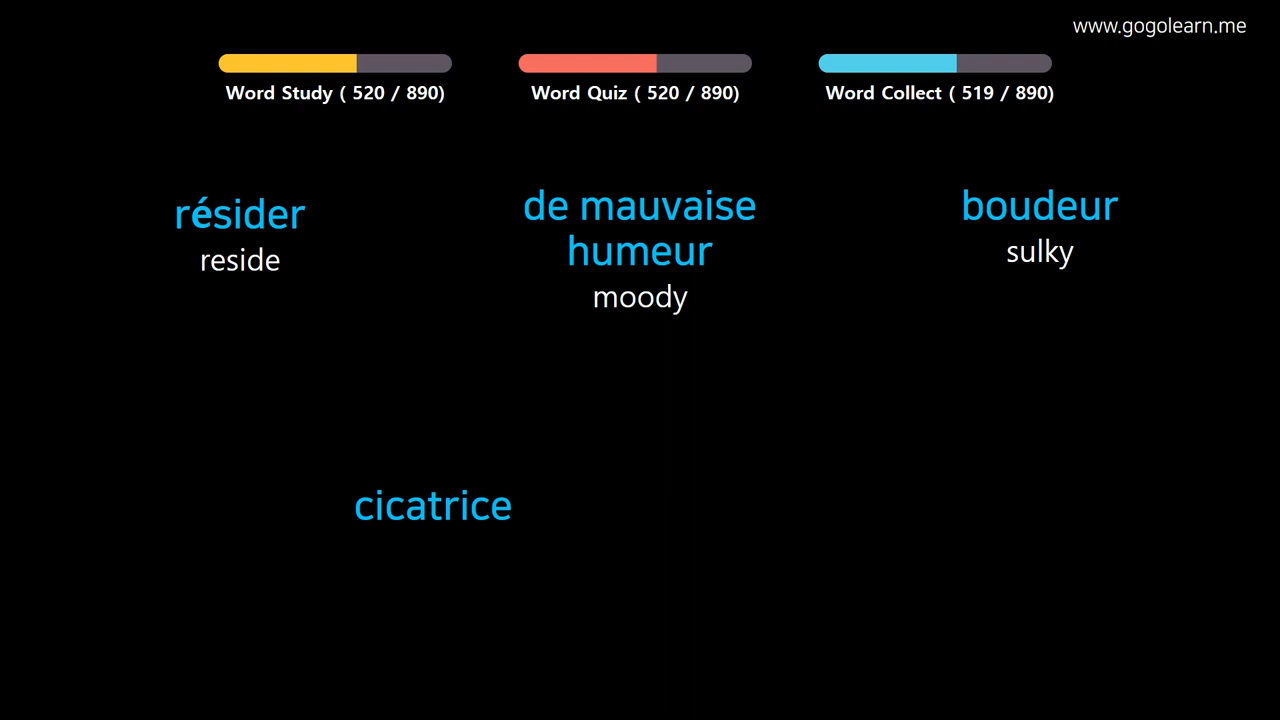 www.gogolearn.me
Word Study ( 520 / 890)
Word Quiz ( 520 / 890)
Word Collect ( 519 / 890)
résider
reside
de mauvaise
humeur
moody
boudeur
sulky
cicatrice